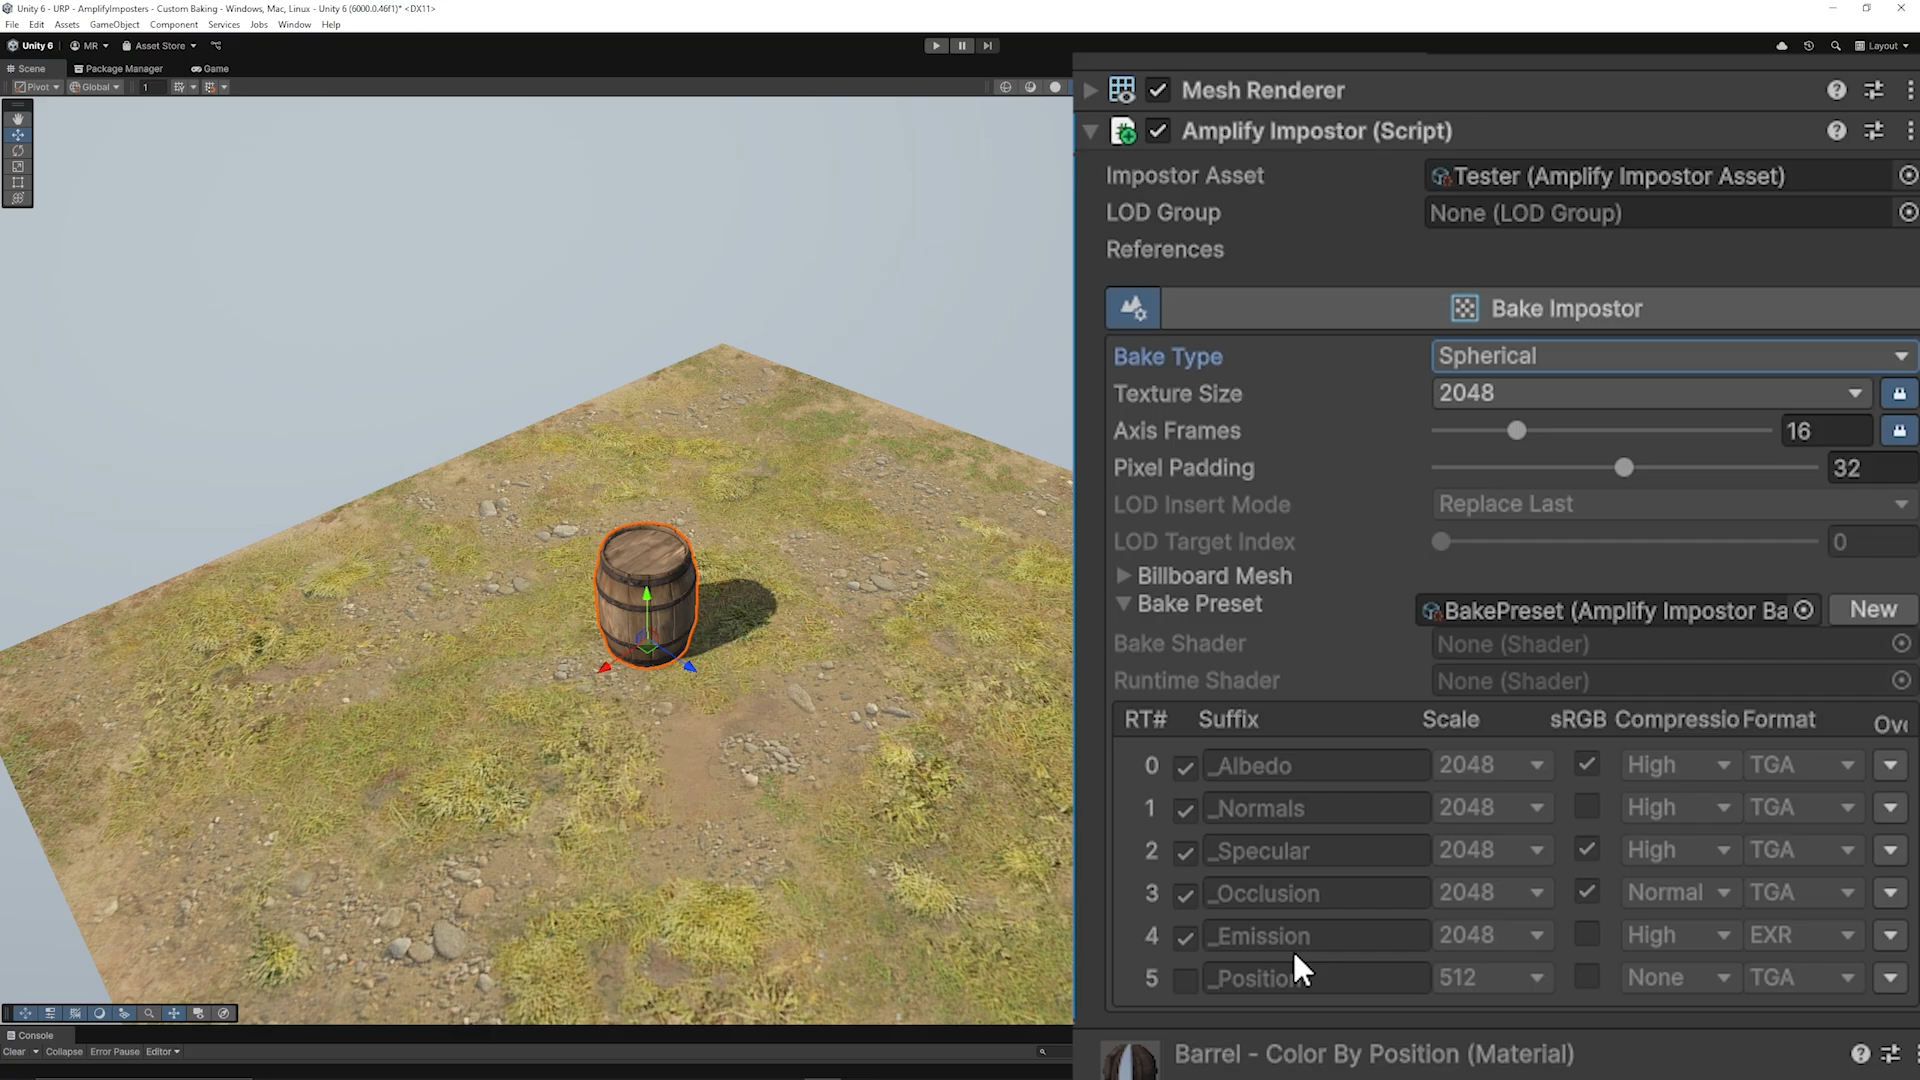 Unity 6 - URP - AmplifyImposters - Custom Baking - Windows, Mac, Linux - Unity 6 (6000.0.46f1)* <DX11>
File Edit Assets GameObject Component Services Jobs Window Help
Unity 6 MR Asset Store Layout
Scene Package Manager Game
Pivot Global 1
Mesh Renderer
Amplify Impostor (Script)
Impostor Asset Tester (Amplify Impostor Asset)
LOD Group None (LOD Group)
References
Bake Impostor
Bake Type Spherical
Texture Size 2048
Axis Frames 16
Pixel Padding 32
LOD Insert Mode Replace Last
LOD Target Index 0
Billboard Mesh
Bake Preset BakePreset (Amplify Impostor Ba New
Bake Shader None (Shader)
Runtime Shader None (Shader)
RT# Suffix Scale sRGB Compressio Format Ov
0 _Albedo 2048 High TGA
1 _Normals 2048 High TGA
2 _Specular 2048 High TGA
3 _Occlusion 2048 Normal TGA
4 _Emission 2048 High EXR
5 _Position 512 None TGA
Barrel - Color By Position (Material)
Console
Clear Collapse Error Pause Editor